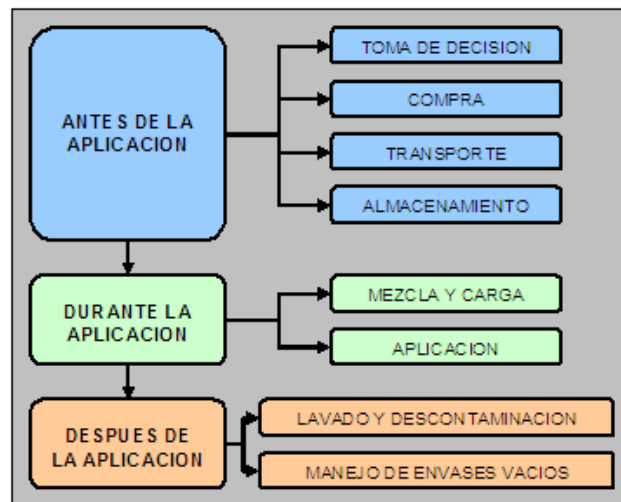 ANTES DE LA
APLICACION
TOMA DE DECISION
COMPRA
TRANSPORTE
ALMACENAMIENTO
DURANTE LA
APLICACION
MEZCLA Y CARGA
APLICACION
DESPUES DE
LA APLICACION
LAVADO Y DESCONTAMINACION
MANEJO DE ENVASES VACIOS